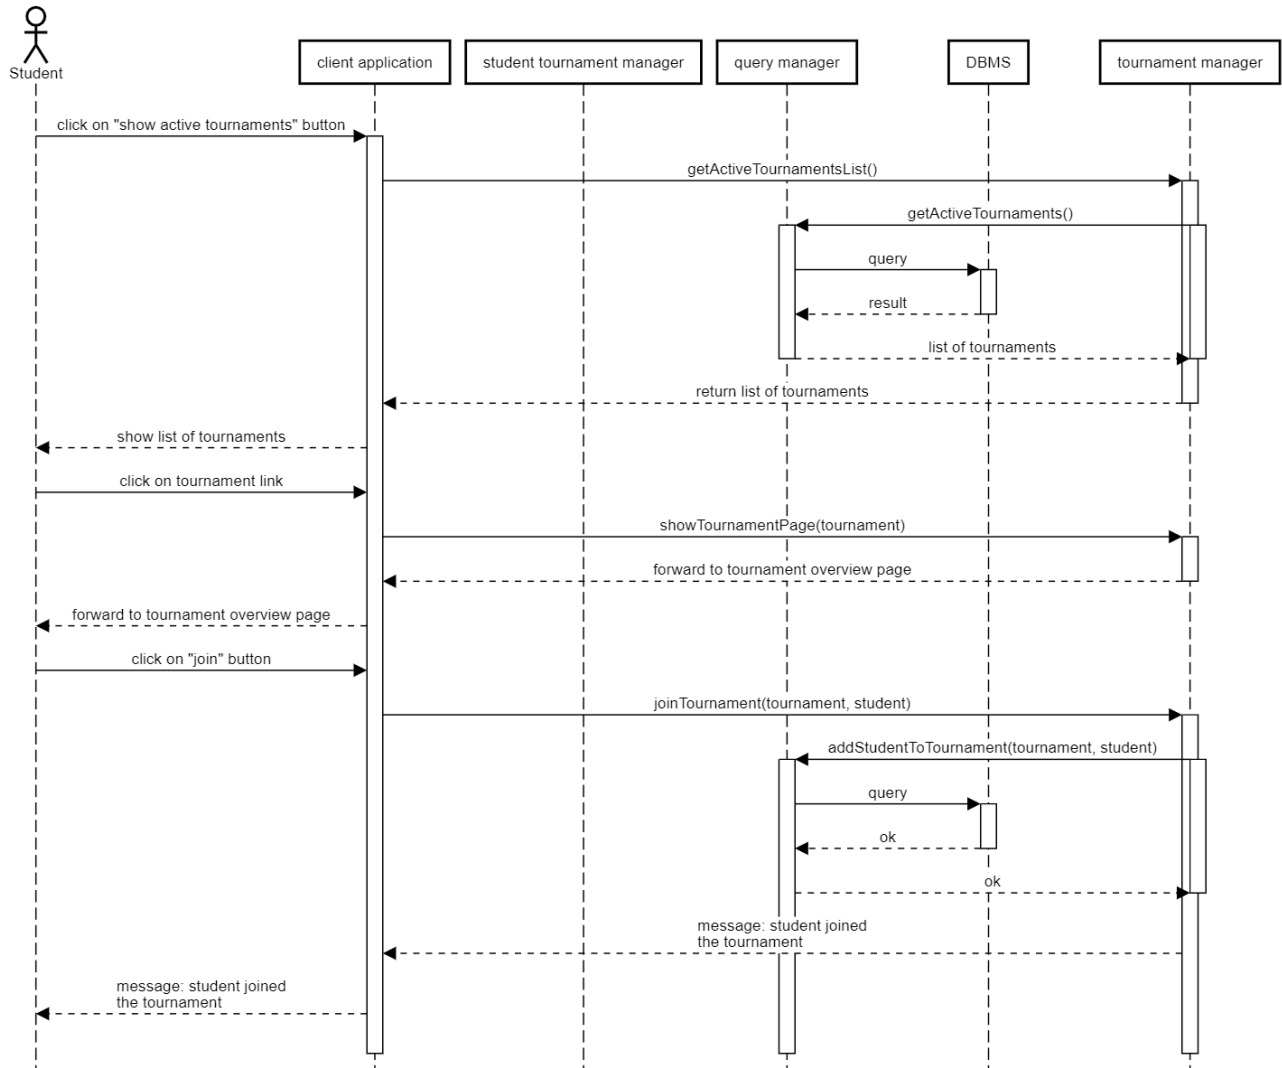 Student
client application
student tournament manager
query manager
DBMS
tournament manager
click on "show active tournaments" button
getActiveTournamentsList()
getActiveTournaments()
query
result
list of tournaments
return list of tournaments
show list of tournaments
click on tournament link
showTournamentPage(tournament)
forward to tournament overview page
forward to tournament overview page
click on "join" button
joinTournament(tournament, student)
addStudentToTournament(tournament, student)
query
ok
ok
message: student joined
the tournament
message: student joined
the tournament